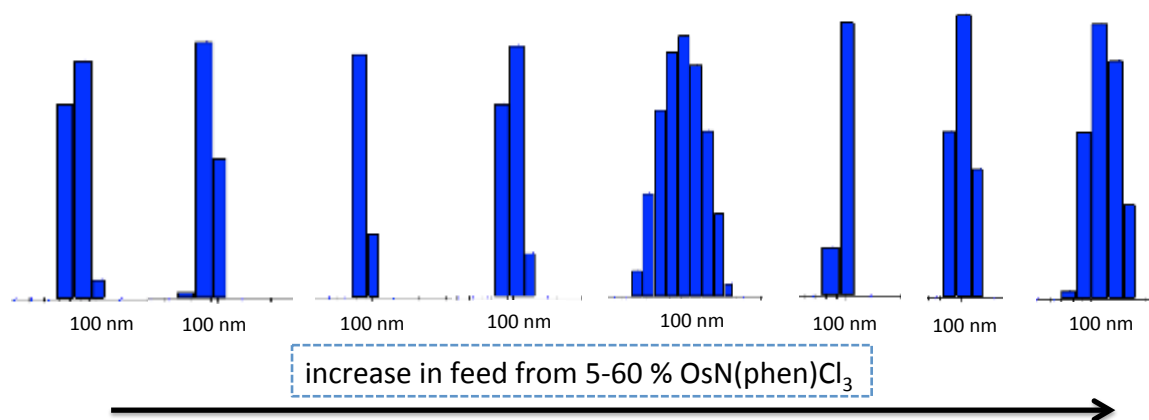 100 nm 100 nm 100 nm 100 nm 100 nm 100 nm 100 nm 100 nm
increase in feed from 5-60 % OsN(phen)Cl₃